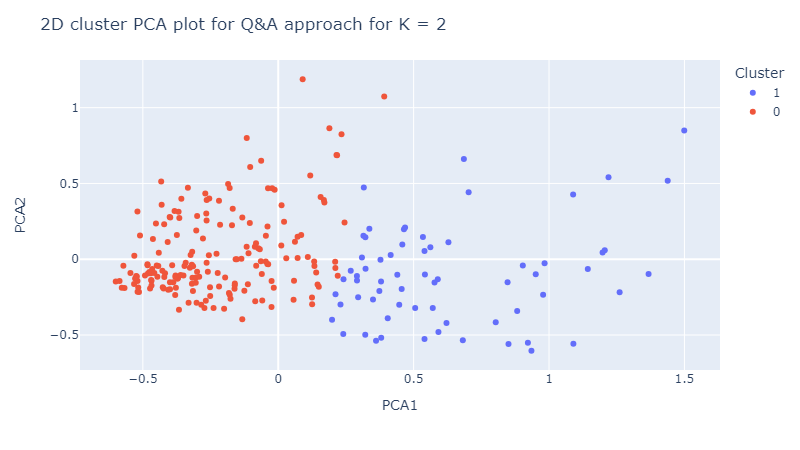 2D cluster PCA plot for Q&A approach for K = 2
Cluster
1
0
PCA2
1
0.5
0
−0.5
−0.5
0
0.5
1
1.5
PCA1